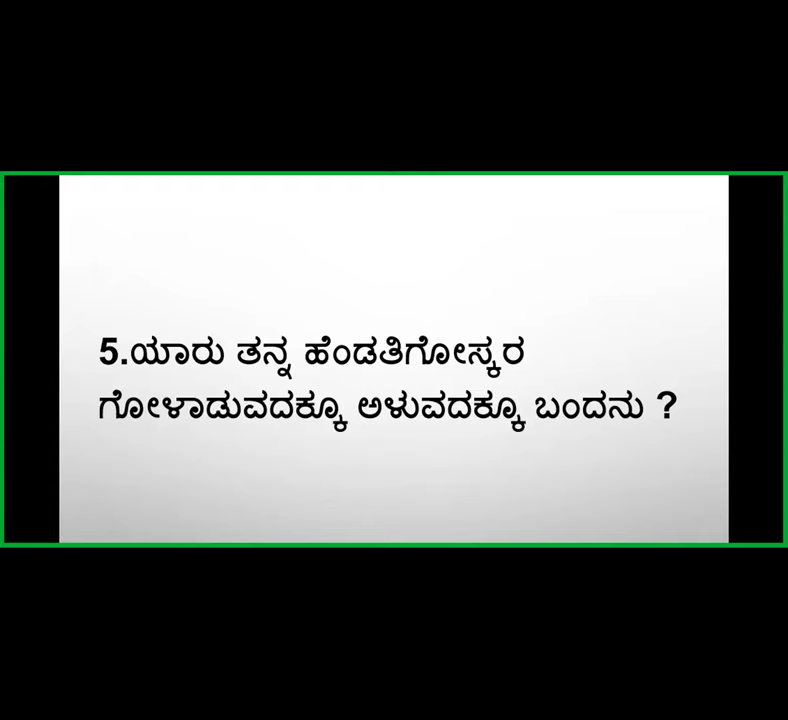 5.ಯಾರು ತನ್ನ ಹೆಂಡತಿಗೋಸ್ಕರ
ಗೋಳಾಡುವದಕ್ಕೂ ಅಳುವದಕ್ಕೂ ಬಂದನು ?